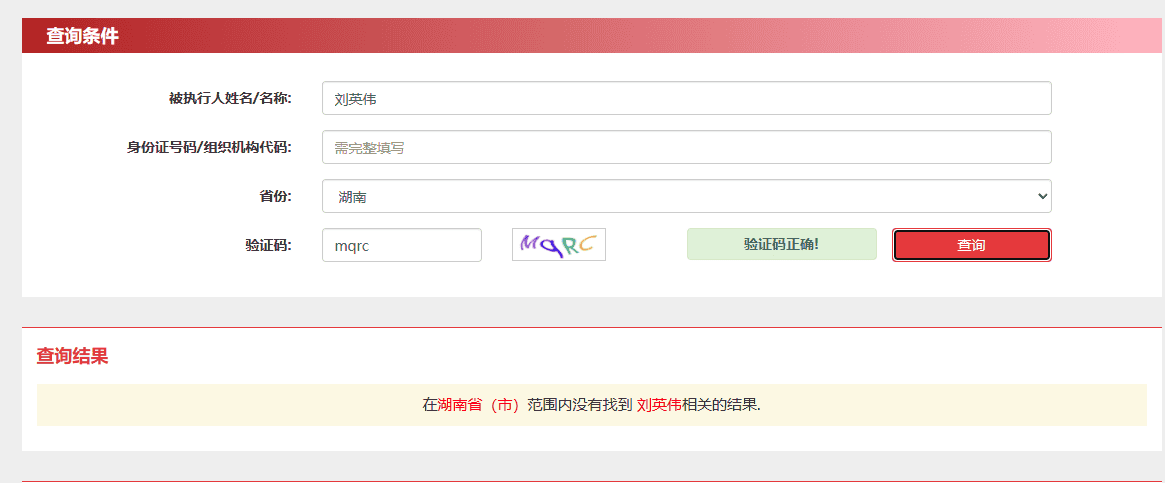 查询条件
被执行人姓名/名称: 刘英伟
身份证号码/组织机构代码: 需完整填写
省份: 湖南
验证码: mqrc MqRC 验证码正确! 查询
查询结果
在湖南省（市）范围内没有找到 刘英伟相关的结果.